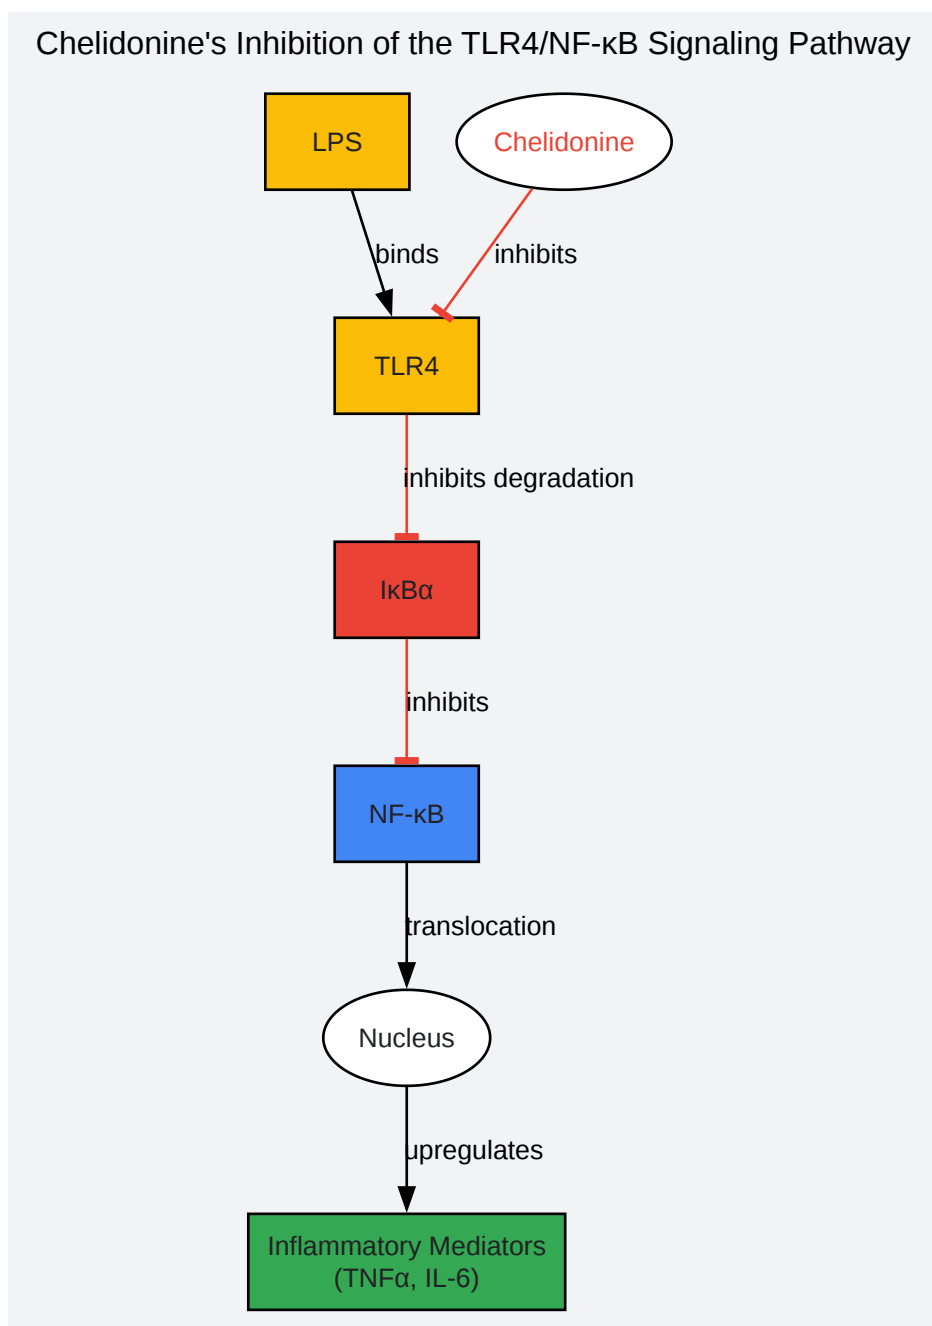 Chelidonine's Inhibition of the TLR4/NF-κB Signaling Pathway
LPS
Chelidonine
binds
inhibits
TLR4
inhibits degradation
IκBα
inhibits
NF-κB
translocation
Nucleus
upregulates
Inflammatory Mediators
(TNFα, IL-6)